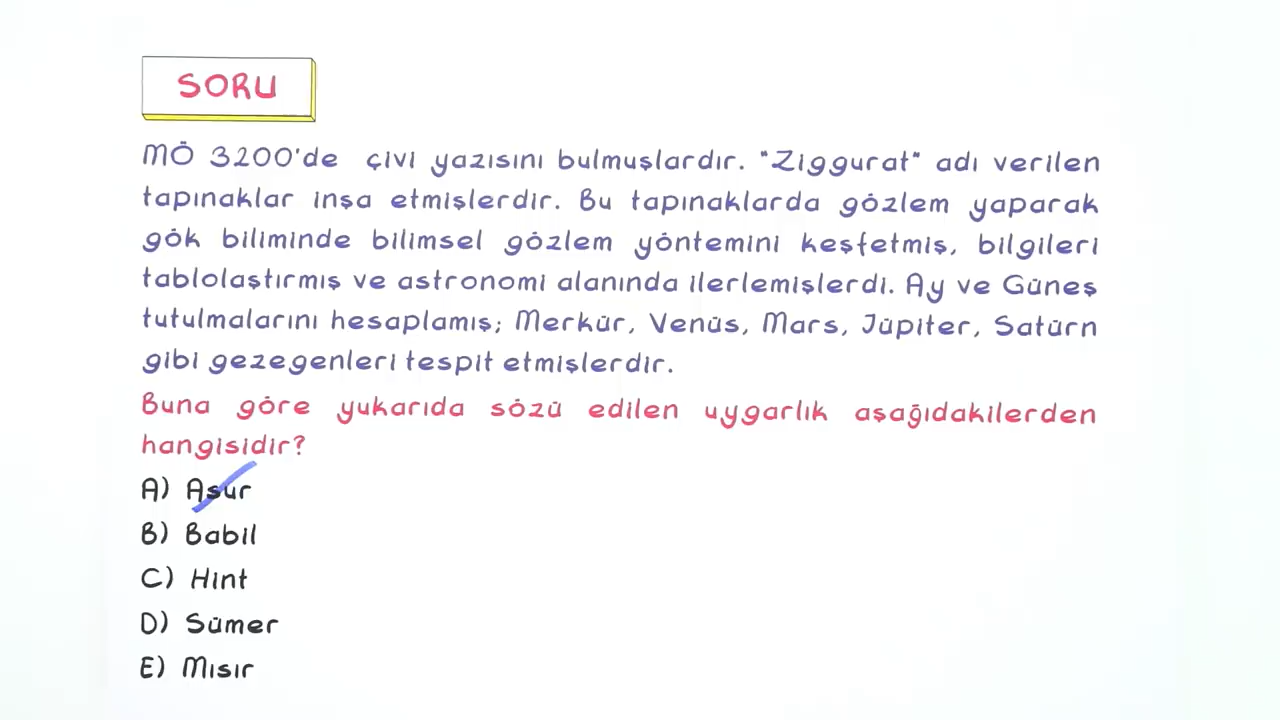 SORU
MÖ 3200'de çivi yazısını bulmuşlardır. "Ziggurat" adı verilen
tapınaklar inşa etmişlerdir. Bu tapınaklarda gözlem yaparak
gök biliminde bilimsel gözlem yöntemini keşfetmiş, bilgileri
tablolaştırmış ve astronomi alanında ilerlemişlerdi. Ay ve Güneş
tutulmalarını hesaplamış; Merkür, Venüs, Mars, Jüpiter, Satürn
gibi gezegenleri tespit etmişlerdir.
Buna göre yukarıda sözü edilen uygarlık aşağıdakilerden
hangisidir?
A) Asur
B) Babil
C) Hint
D) Sümer
E) Mısır